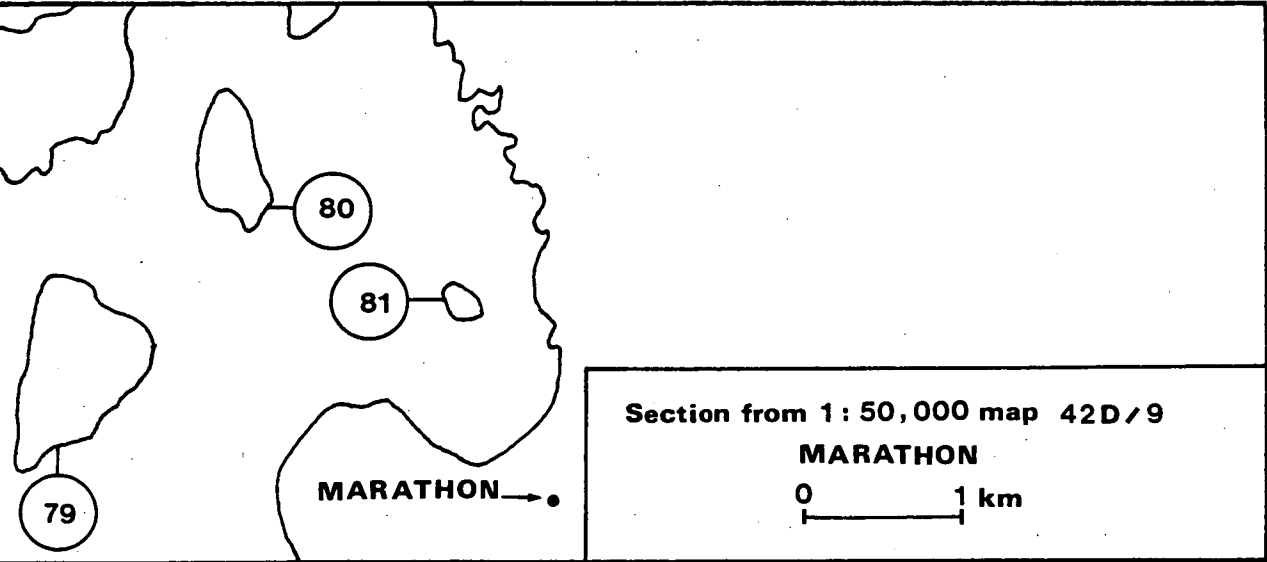 80
81
79
MARATHON
Section from 1 : 50,000 map 42D/9
MARATHON
0 1 km